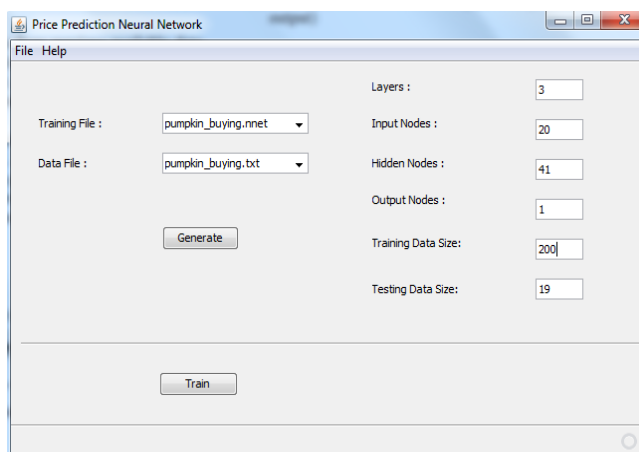 Price Prediction Neural Network
File Help
Layers :
3
Training File :
pumpkin_buying.nnet
Input Nodes :
20
Data File :
pumpkin_buying.txt
Hidden Nodes :
41
Output Nodes :
1
Generate
Training Data Size:
200
Testing Data Size:
19
Train